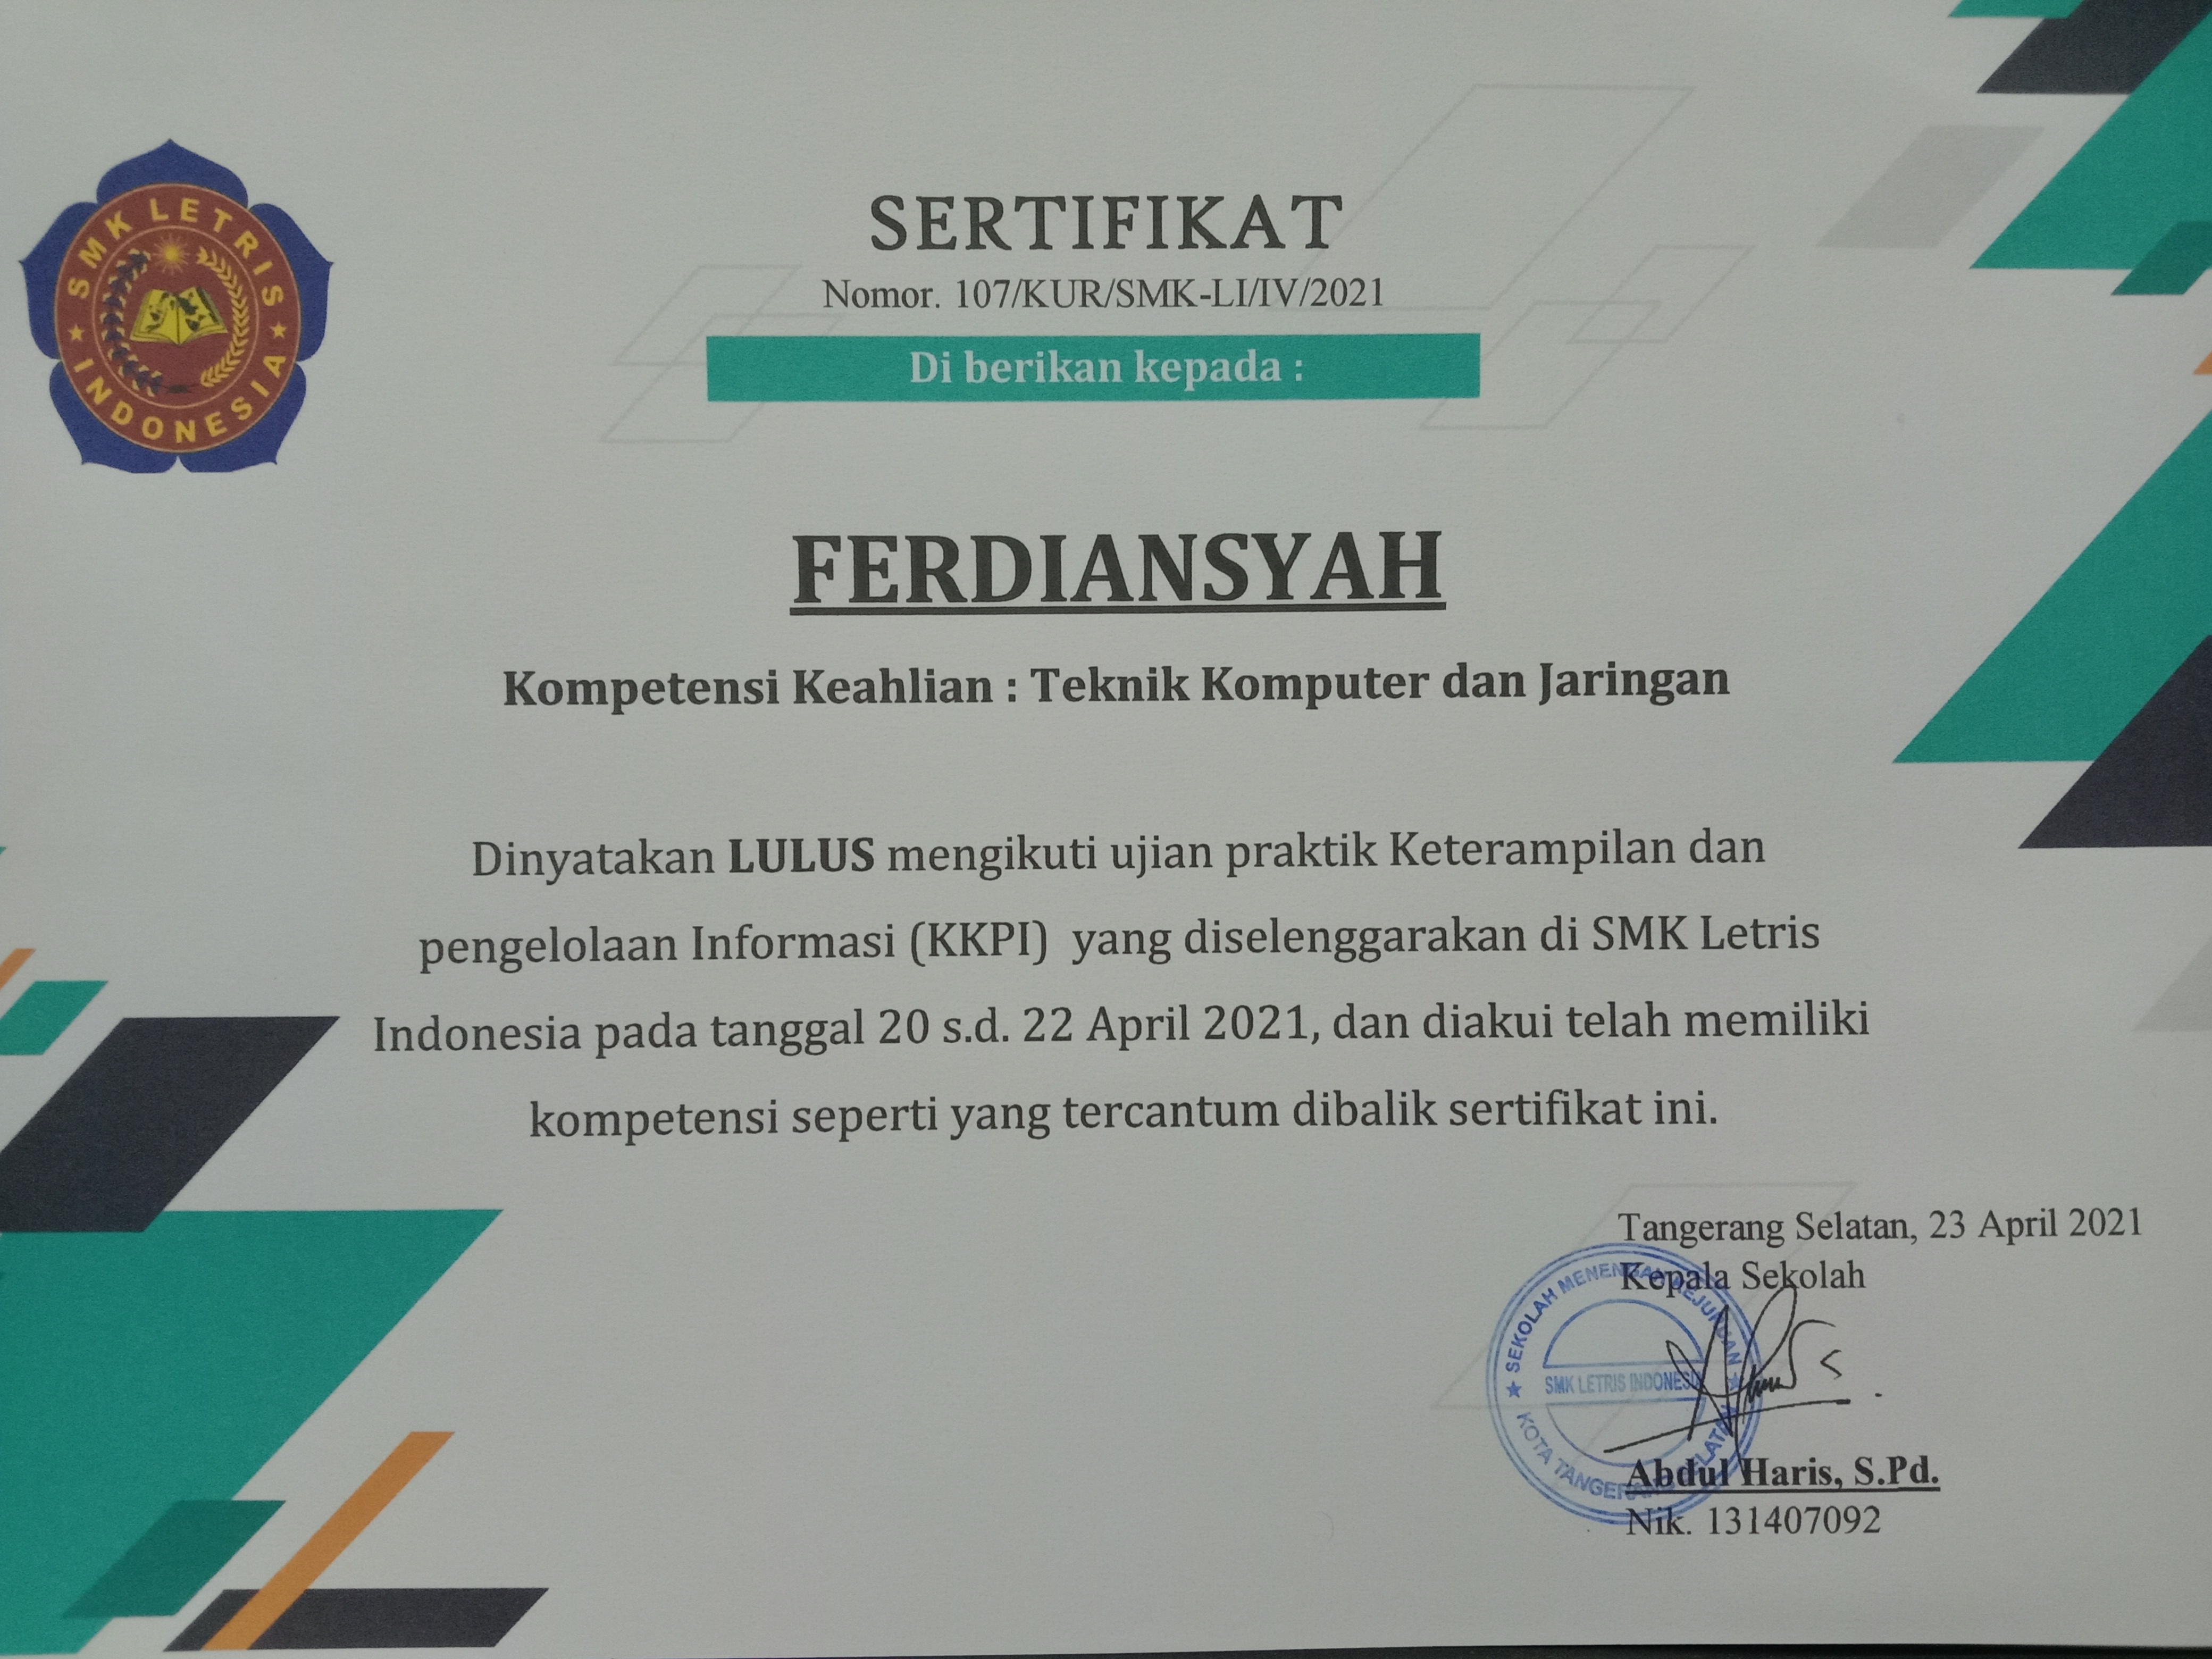 SMK LETRIS
INDONESIA
SERTIFIKAT
Nomor. 107/KUR/SMK-LI/IV/2021
Di berikan kepada :
FERDIANSYAH
Kompetensi Keahlian : Teknik Komputer dan Jaringan
Dinyatakan LULUS mengikuti ujian praktik Keterampilan dan
pengelolaan Informasi (KKPI) yang diselenggarakan di SMK Letris
Indonesia pada tanggal 20 s.d. 22 April 2021, dan diakui telah memiliki
kompetensi seperti yang tercantum dibalik sertifikat ini.
Tangerang Selatan, 23 April 2021
Kepala Sekolah
SEKOLAH MENENGAH KEJURUAN
SMK LETRIS INDONESIA
KOTA TANGERANG SELATAN
Abdul Haris, S.Pd.
Nik. 131407092